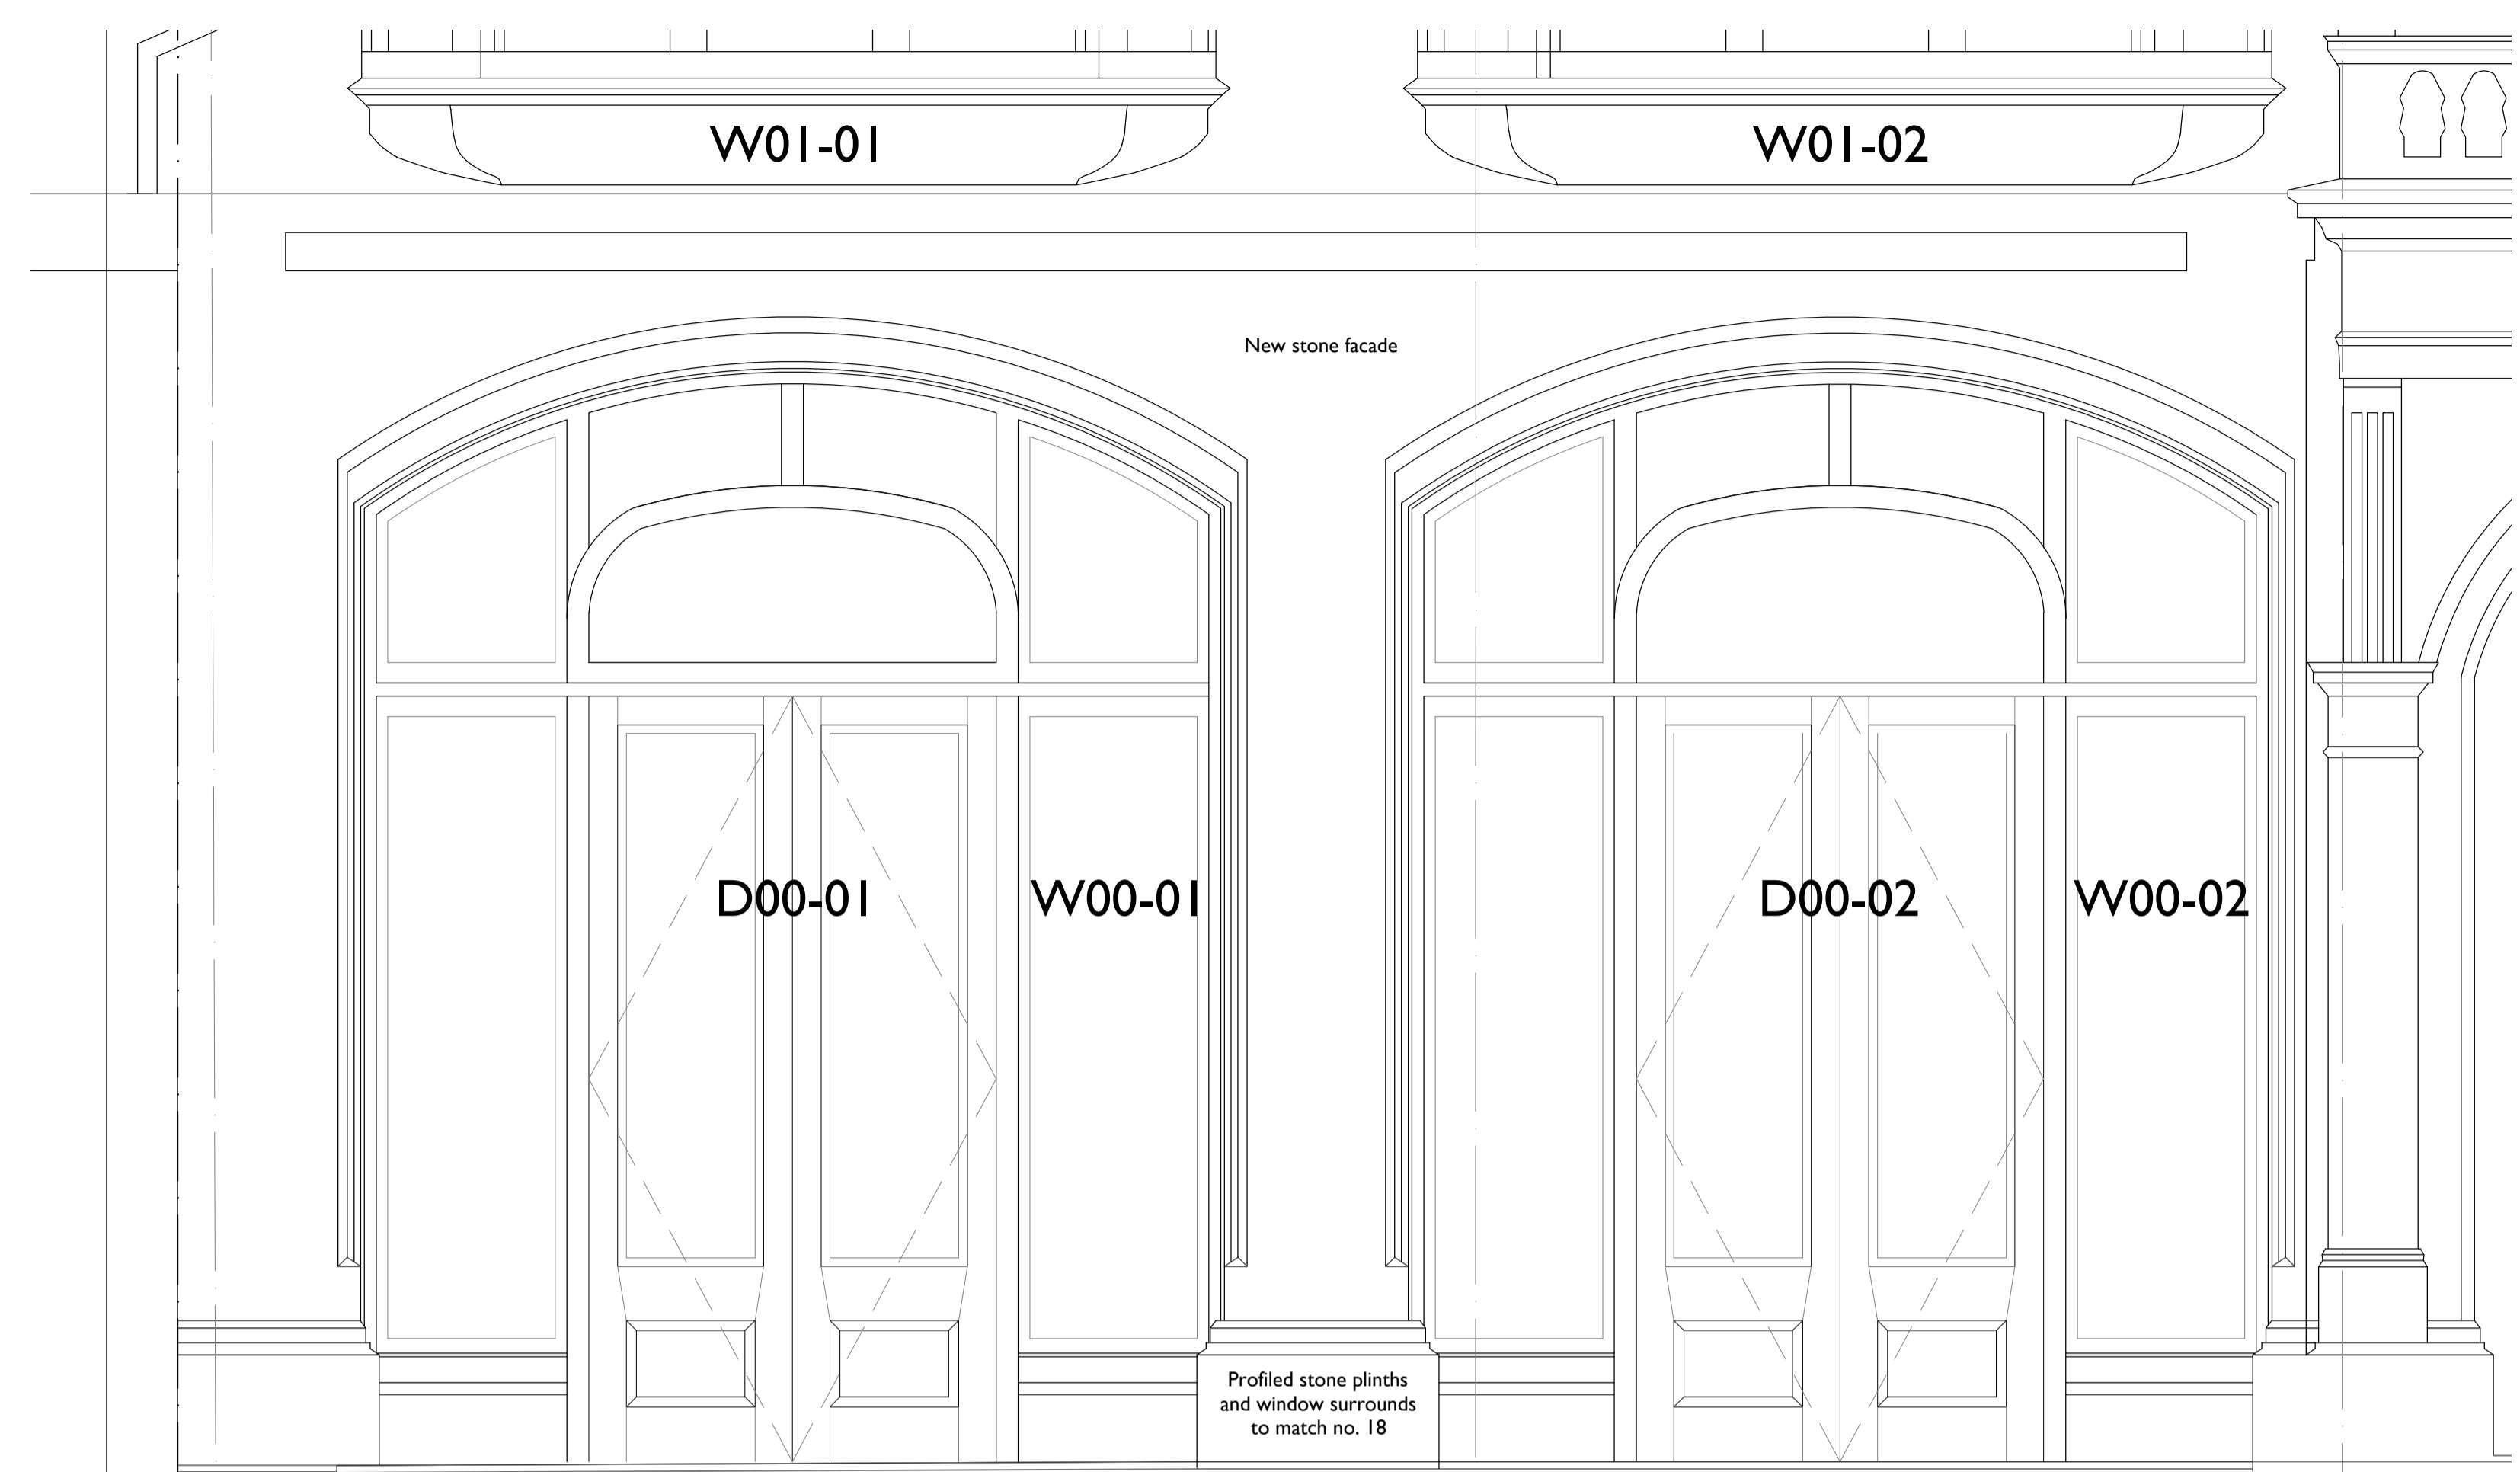 W01-01
W01-02
New stone facade
D00-01
W00-01
D00-02
W00-02
Profiled stone plinths
and window surrounds
to match no. 18